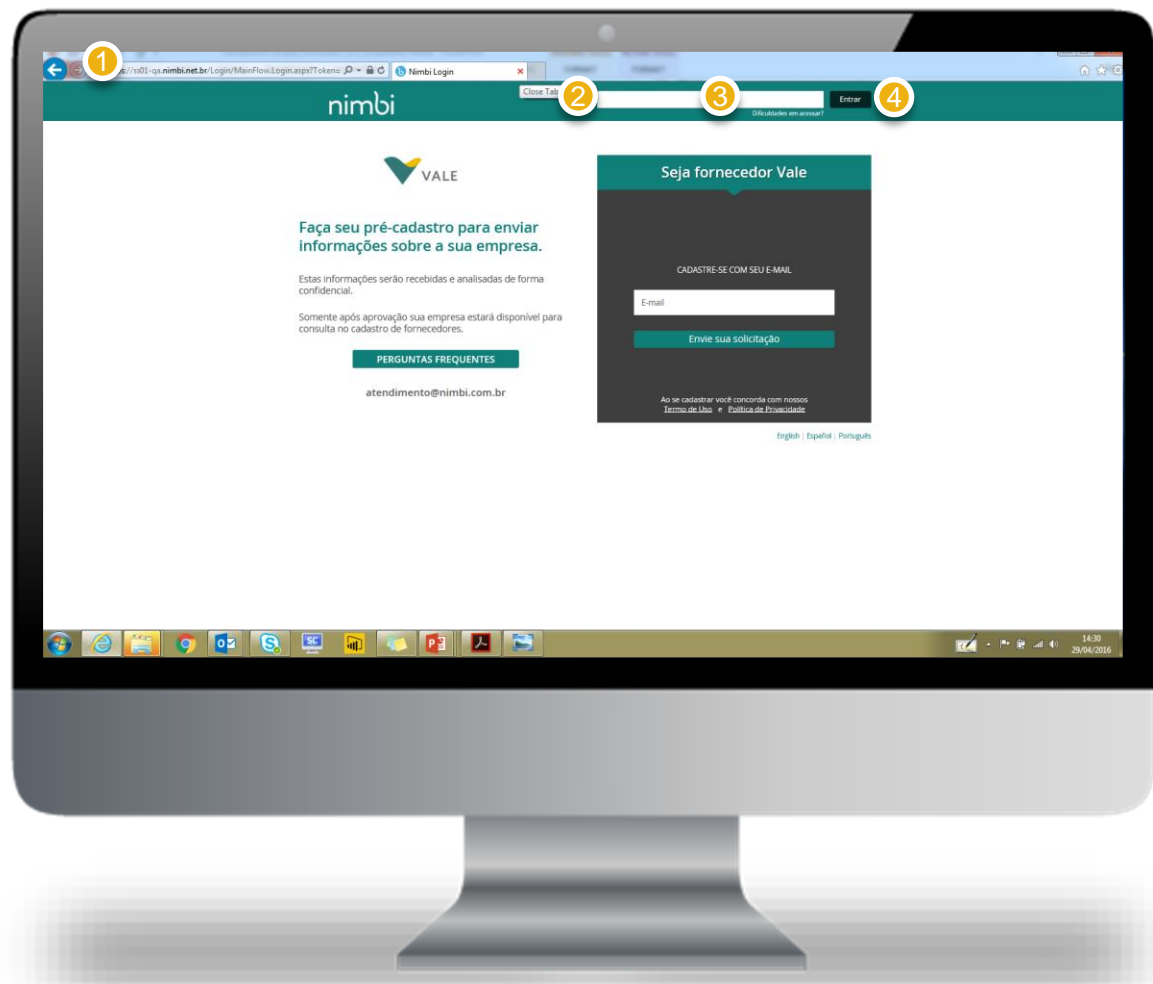 1
s://ss01-qa.nimbi.net.br/Login/MainFlow.Login.aspx?Token=
Nimbi Login
Close Tab
nimbi
2
3
Entrar
4
Dificuldades em acessar?
VALE
Faça seu pré-cadastro para enviar
informações sobre a sua empresa.
Estas informações serão recebidas e analisadas de forma
confidencial.
Somente após aprovação sua empresa estará disponível para
consulta no cadastro de fornecedores.
PERGUNTAS FREQUENTES
atendimento@nimbi.com.br
Seja fornecedor Vale
CADASTRE-SE COM SEU E-MAIL
E-mail
Envie sua solicitação
Ao se cadastrar você concorda com nossos
Termo de Uso e Política de Privacidade
English | Español | Português
14:30
29/04/2016